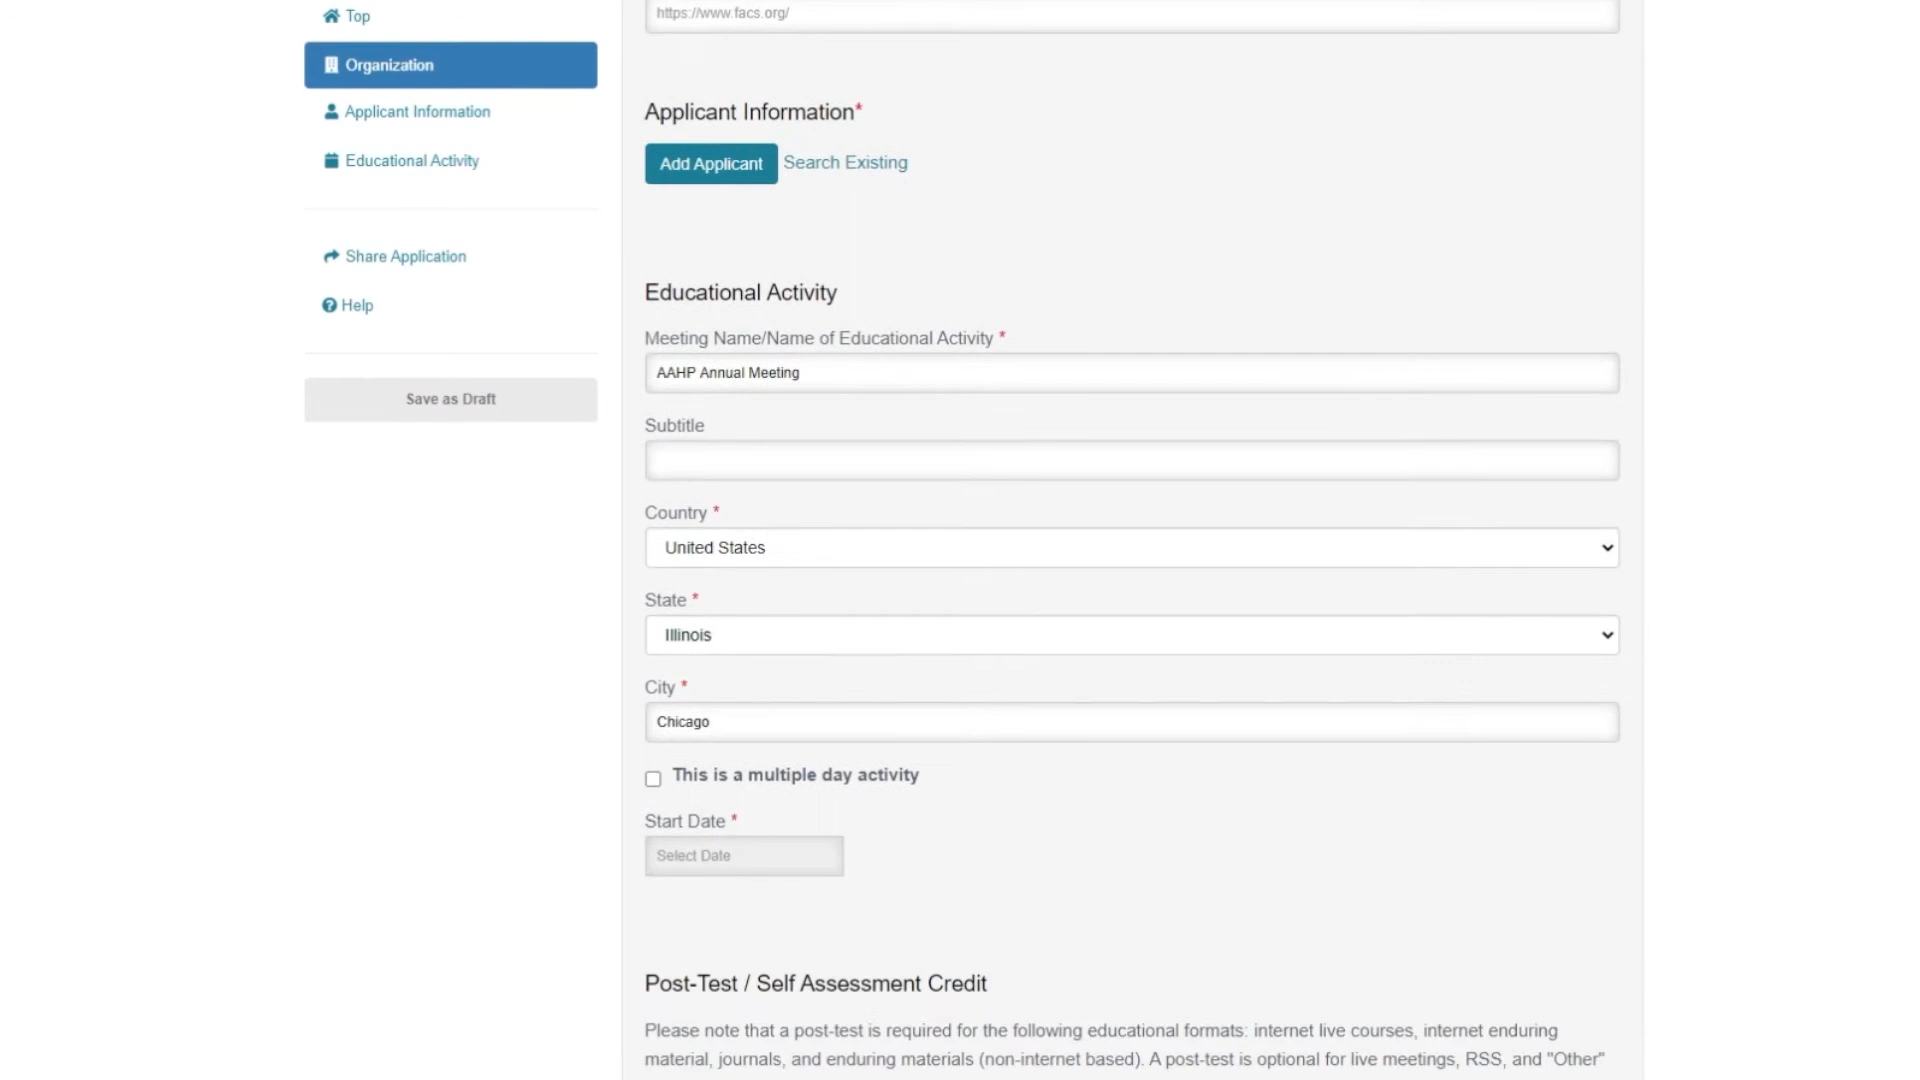 Top
Organization
Applicant Information
Educational Activity
Share Application
Help
Save as Draft
https://www.facs.org/
Applicant Information*
Add Applicant Search Existing
Educational Activity
Meeting Name/Name of Educational Activity *
AAHP Annual Meeting
Subtitle
Country *
United States
State *
Illinois
City *
Chicago
This is a multiple day activity
Start Date *
Select Date
Post-Test / Self Assessment Credit
Please note that a post-test is required for the following educational formats: internet live courses, internet enduring
material, journals, and enduring materials (non-internet based). A post-test is optional for live meetings, RSS, and "Other"